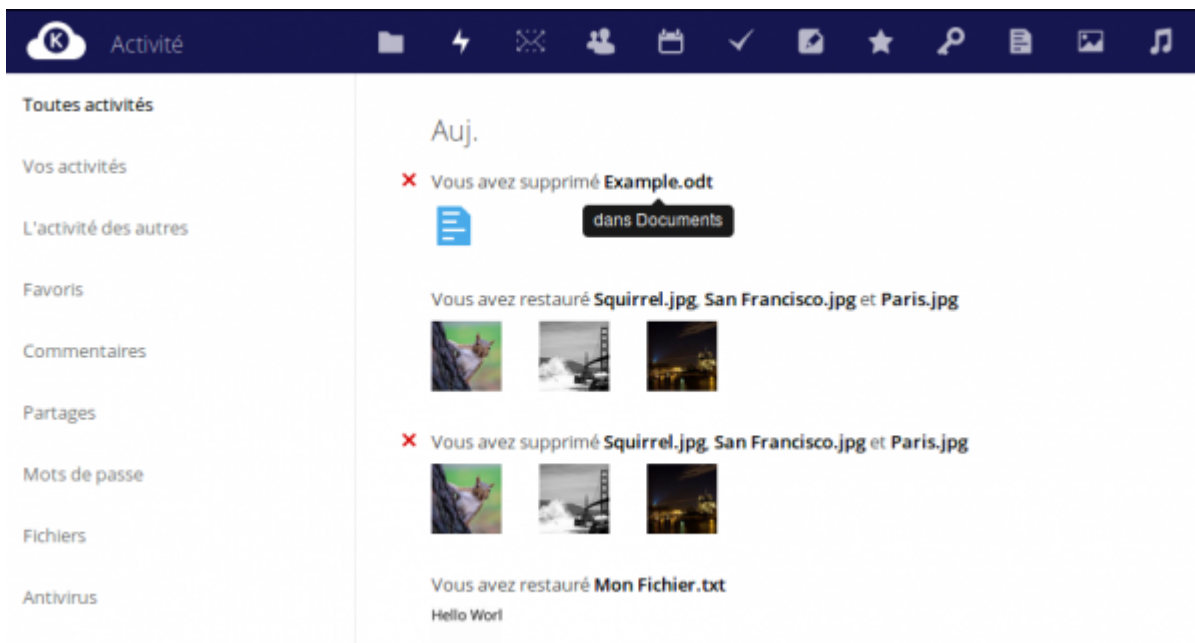 K Activité
Toutes activités
Vos activités
L'activité des autres
Favoris
Commentaires
Partages
Mots de passe
Fichiers
Antivirus
Auj.
Vous avez supprimé Example.odt
dans Documents
Vous avez restauré Squirrel.jpg, San Francisco.jpg et Paris.jpg
Vous avez supprimé Squirrel.jpg, San Francisco.jpg et Paris.jpg
Vous avez restauré Mon Fichier.txt
Hello Worl